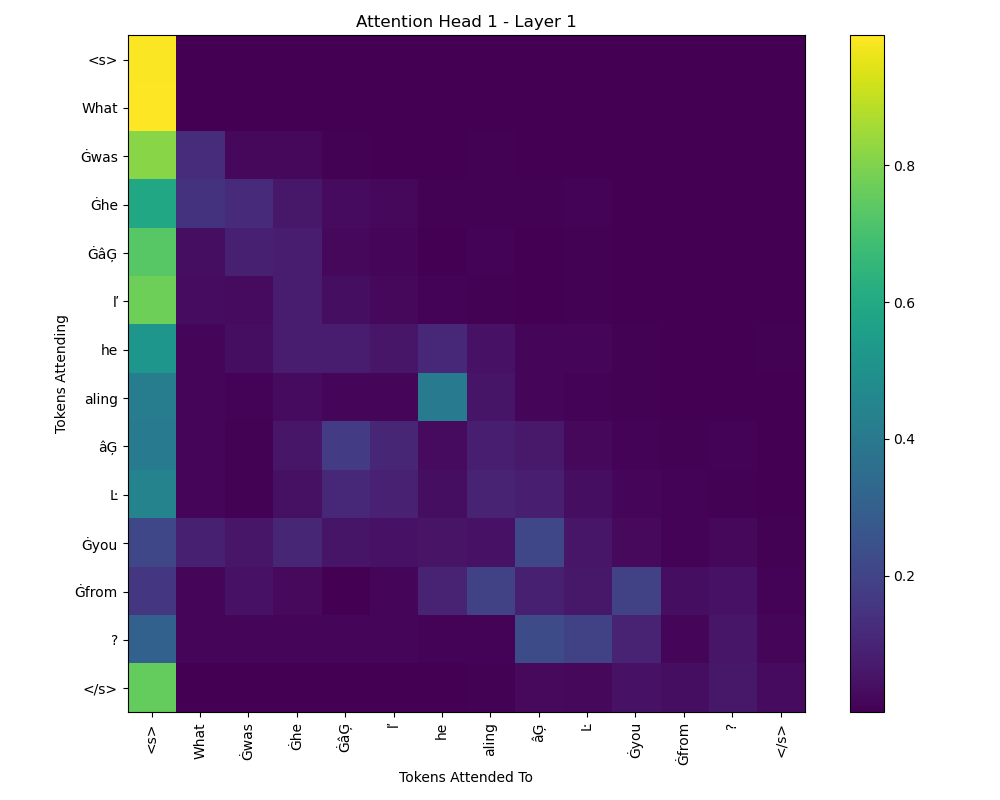 Attention Head 1 - Layer 1
Tokens Attending
<s>
What
Ġwas
Ġhe
ĠâĢ
ľ
he
aling
âĢ
Ŀ
Ġyou
Ġfrom
?
</s>
<s>
What
Ġwas
Ġhe
ĠâĢ
ľ
he
aling
âĢ
Ŀ
Ġyou
Ġfrom
?
</s>
Tokens Attended To
0.8
0.6
0.4
0.2